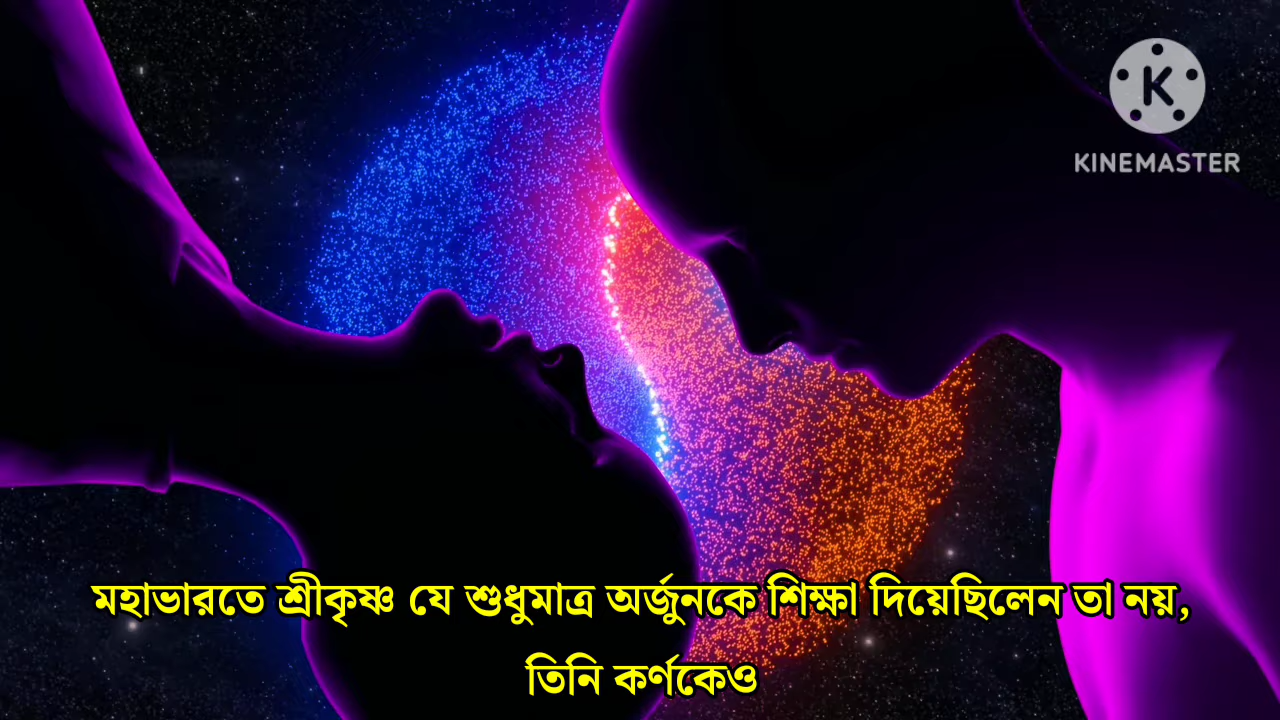 K
KINEMASTER
মহাভারতে শ্রীকৃষ্ণ যে শুধুমাত্র অর্জুনকে শিক্ষা দিয়েছিলেন তা নয়,
তিনি কর্ণকেও